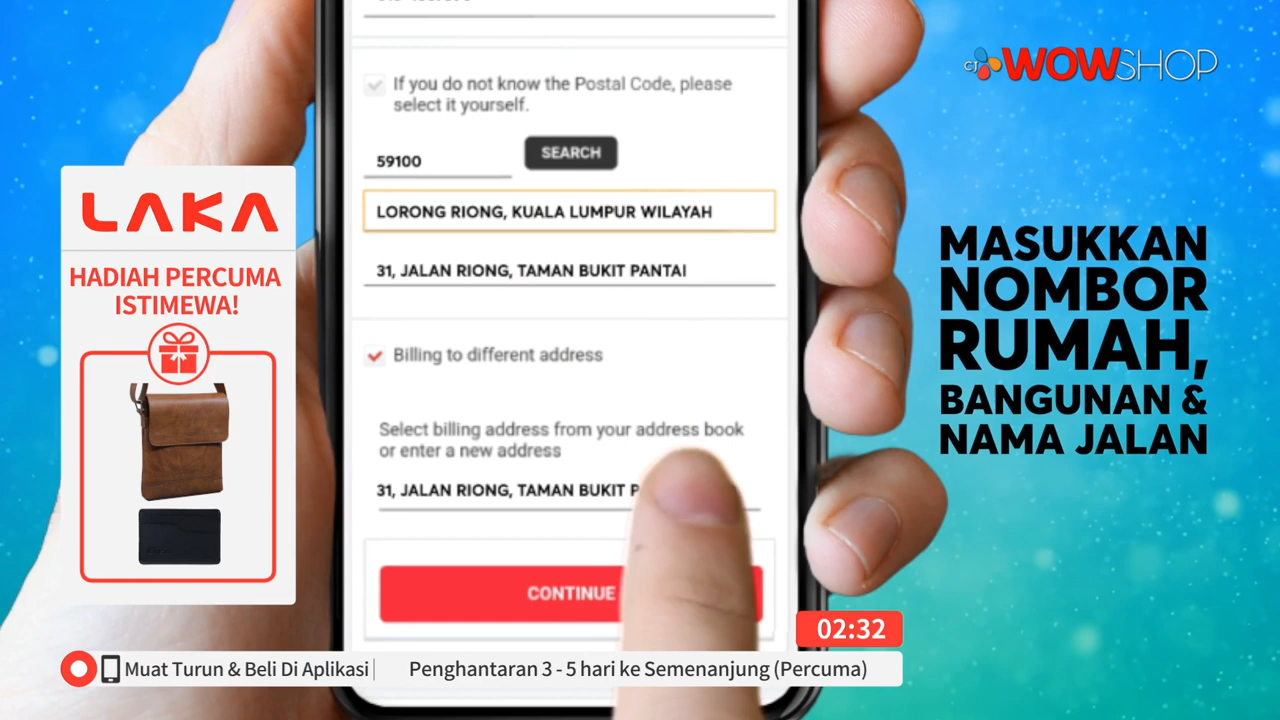 CJ WOWSHOP
If you do not know the Postal Code, please
select it yourself.
59100
SEARCH
LORONG RIONG, KUALA LUMPUR WILAYAH
31, JALAN RIONG, TAMAN BUKIT PANTAI
Billing to different address
Select billing address from your address book
or enter a new address
31, JALAN RIONG, TAMAN BUKIT P
CONTINUE
LAKA
HADIAH PERCUMA
ISTIMEWA!
MASUKKAN
NOMBOR
RUMAH,
BANGUNAN &
NAMA JALAN
02:32
Muat Turun & Beli Di Aplikasi
Penghantaran 3 - 5 hari ke Semenanjung (Percuma)